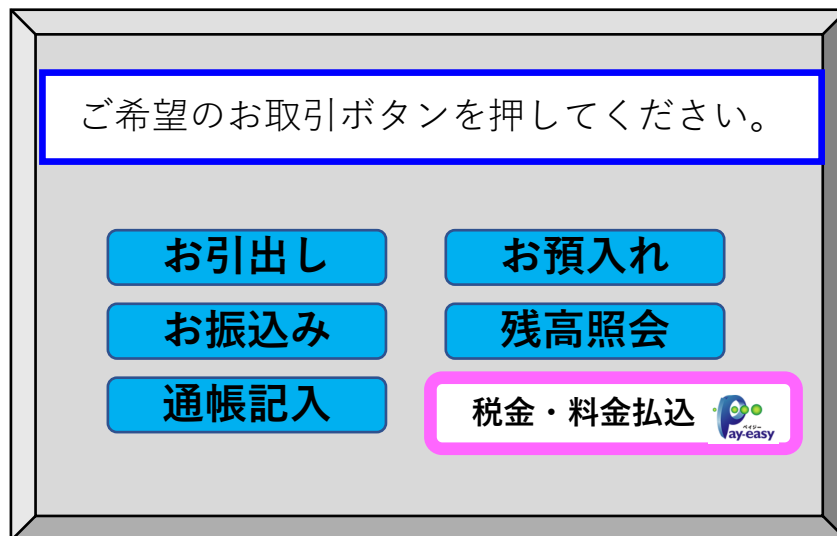 ご希望のお取引ボタンを押してください。
お引出し
お預入れ
お振込み
残高照会
通帳記入
税金・料金払込
ペイジー
Pay-easy